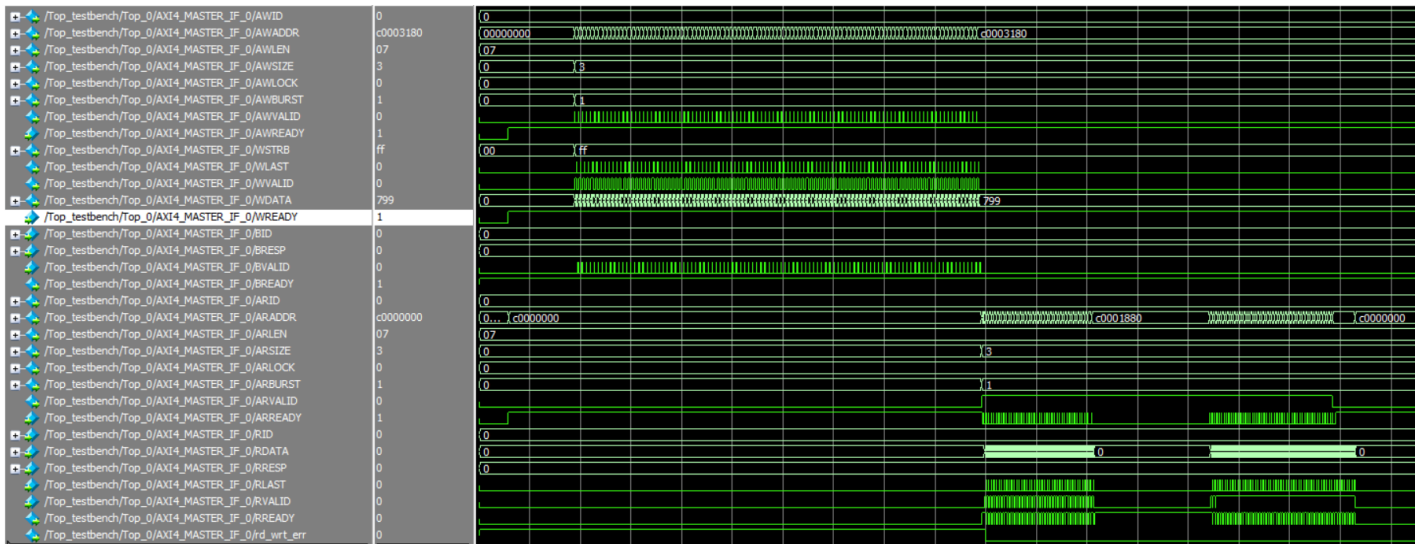 /Top_testbench/Top_0/AXI4_MASTER_IF_0/AWID 0 0
/Top_testbench/Top_0/AXI4_MASTER_IF_0/AWADDR c0003180 00000000 c0003180
/Top_testbench/Top_0/AXI4_MASTER_IF_0/AWLEN 07 07
/Top_testbench/Top_0/AXI4_MASTER_IF_0/AWSIZE 3 0 3
/Top_testbench/Top_0/AXI4_MASTER_IF_0/AWLOCK 0 0
/Top_testbench/Top_0/AXI4_MASTER_IF_0/AWBURST 1 0 1
/Top_testbench/Top_0/AXI4_MASTER_IF_0/AWVALID 0
/Top_testbench/Top_0/AXI4_MASTER_IF_0/AWREADY 1
/Top_testbench/Top_0/AXI4_MASTER_IF_0/WSTRB ff 00 ff
/Top_testbench/Top_0/AXI4_MASTER_IF_0/WLAST 0
/Top_testbench/Top_0/AXI4_MASTER_IF_0/WVALID 0
/Top_testbench/Top_0/AXI4_MASTER_IF_0/WDATA 799 0 799
/Top_testbench/Top_0/AXI4_MASTER_IF_0/WREADY 1
/Top_testbench/Top_0/AXI4_MASTER_IF_0/BID 0 0
/Top_testbench/Top_0/AXI4_MASTER_IF_0/BRESP 0 0
/Top_testbench/Top_0/AXI4_MASTER_IF_0/BVALID 0
/Top_testbench/Top_0/AXI4_MASTER_IF_0/BREADY 1
/Top_testbench/Top_0/AXI4_MASTER_IF_0/ARID 0 0
/Top_testbench/Top_0/AXI4_MASTER_IF_0/ARADDR c0000000 0... c0000000 c0001880 c0000000
/Top_testbench/Top_0/AXI4_MASTER_IF_0/ARLEN 07 07
/Top_testbench/Top_0/AXI4_MASTER_IF_0/ARSIZE 3 0 3
/Top_testbench/Top_0/AXI4_MASTER_IF_0/ARLOCK 0 0
/Top_testbench/Top_0/AXI4_MASTER_IF_0/ARBURST 1 0 1
/Top_testbench/Top_0/AXI4_MASTER_IF_0/ARVALID 0
/Top_testbench/Top_0/AXI4_MASTER_IF_0/ARREADY 1
/Top_testbench/Top_0/AXI4_MASTER_IF_0/RID 0 0
/Top_testbench/Top_0/AXI4_MASTER_IF_0/RDATA 0 0 0 0
/Top_testbench/Top_0/AXI4_MASTER_IF_0/RRESP 0 0
/Top_testbench/Top_0/AXI4_MASTER_IF_0/RLAST 0
/Top_testbench/Top_0/AXI4_MASTER_IF_0/RVALID 0
/Top_testbench/Top_0/AXI4_MASTER_IF_0/RREADY 0
/Top_testbench/Top_0/AXI4_MASTER_IF_0/rd_wrt_err 0